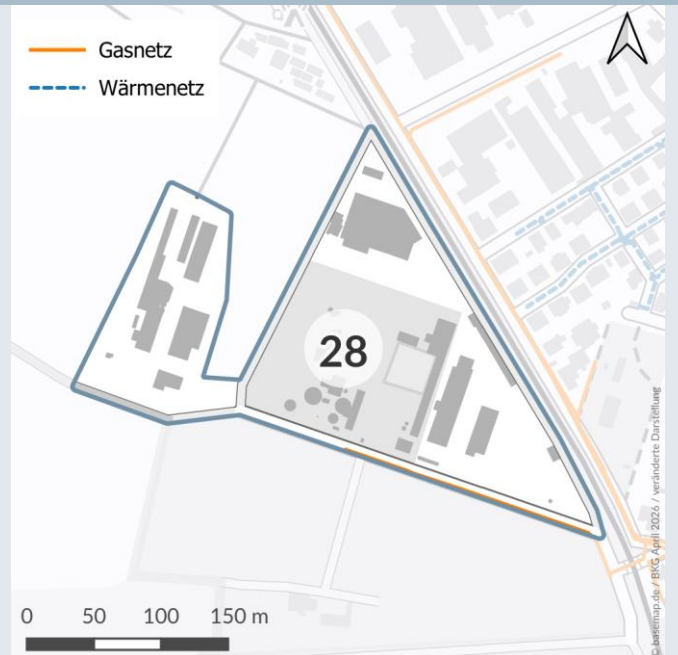 Gasnetz
Wärmenetz
28
0 50 100 150 m
© basemap.de / BKG April 2026 / veränderte Darstellung